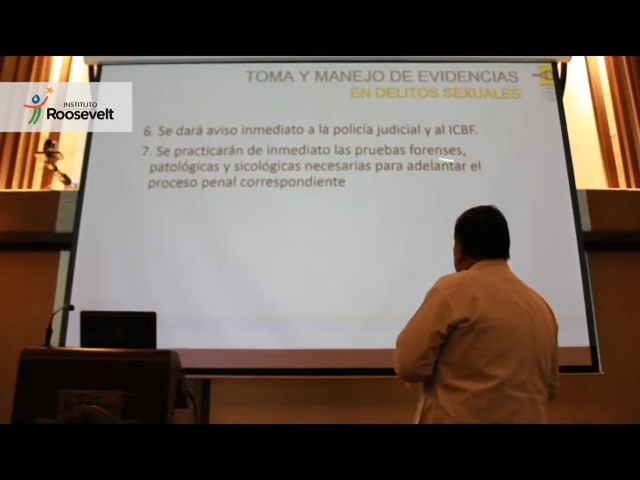 INSTITUTO
Roosevelt
TOMA Y MANEJO DE EVIDENCIAS
EN DELITOS SEXUALES
6. Se dará aviso inmediato a la policía judicial y al ICBF.
7. Se practicarán de inmediato las pruebas forenses,
patológicas y sicológicas necesarias para adelantar el
proceso penal correspondiente